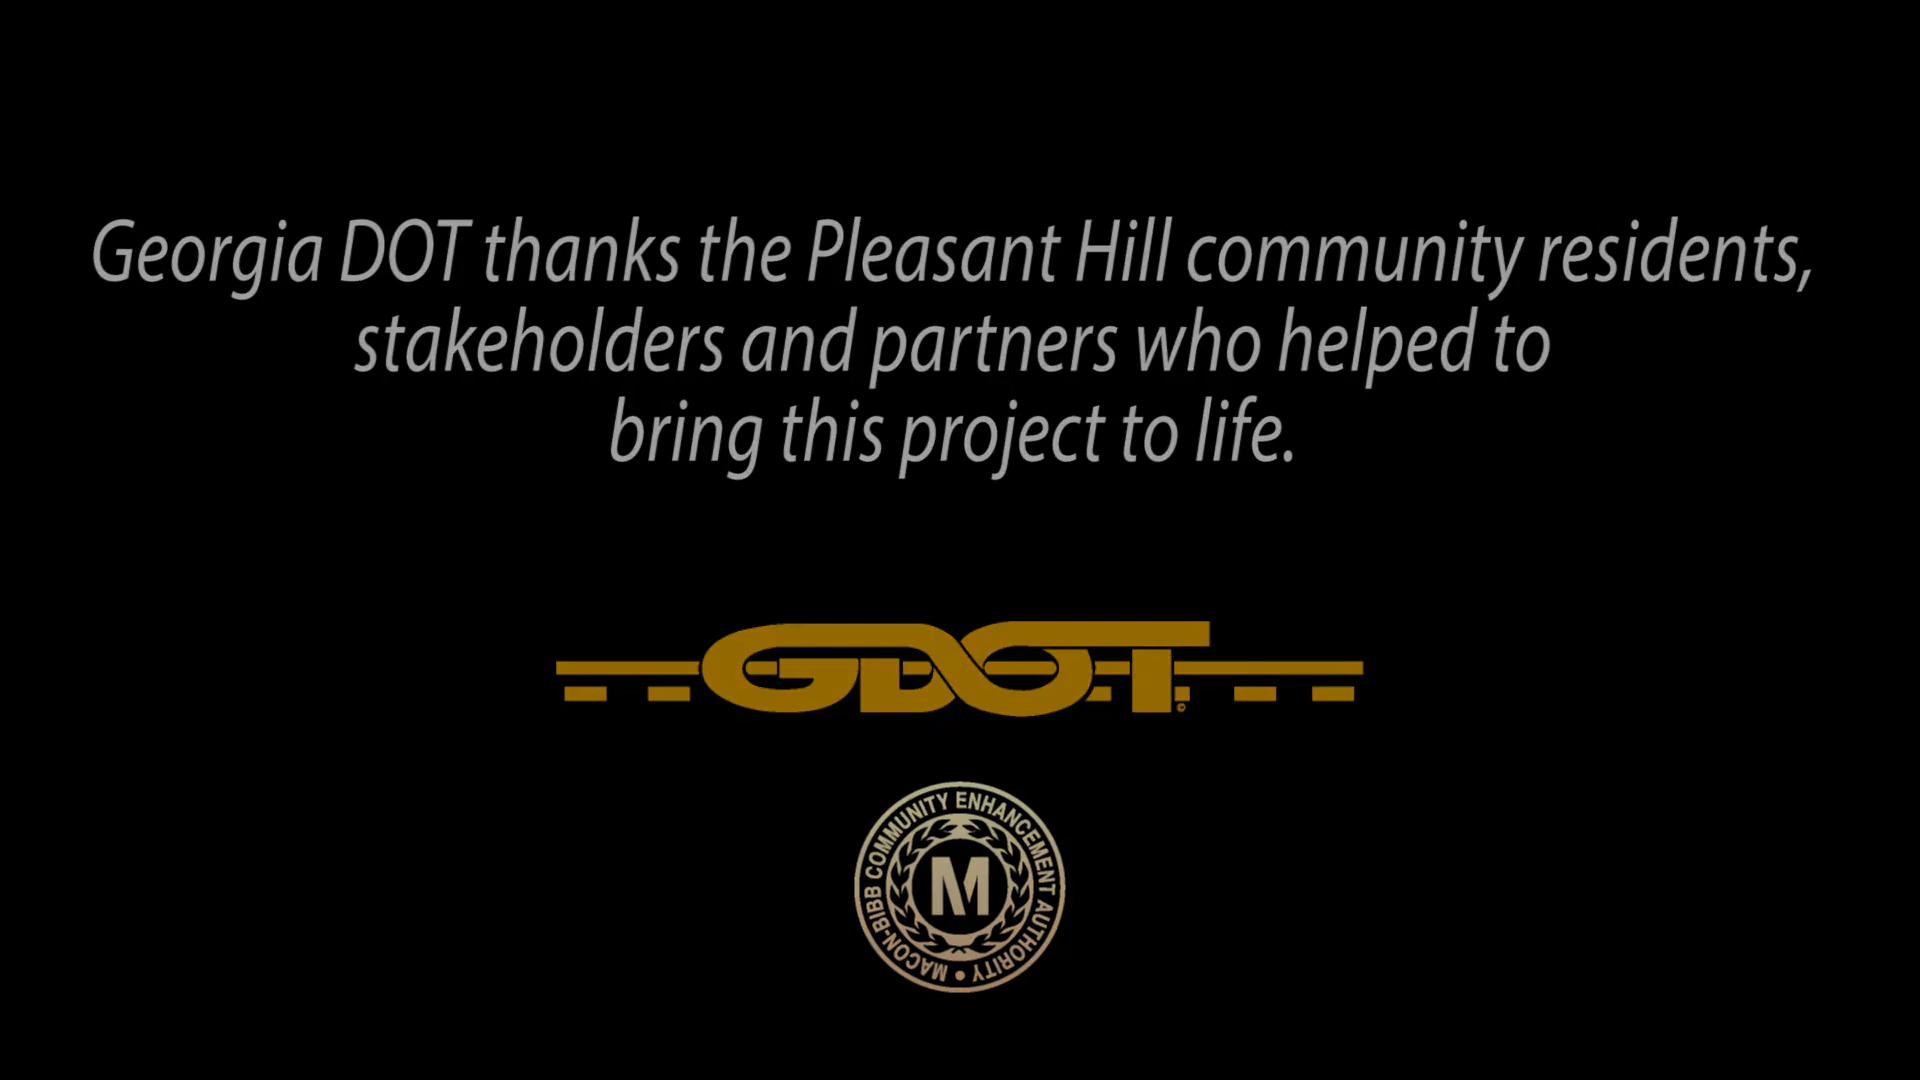 Georgia DOT thanks the Pleasant Hill community residents,
stakeholders and partners who helped to
bring this project to life.
GDOT©
MACON-BIBB COMMUNITY ENHANCEMENT AUTHORITY •
M